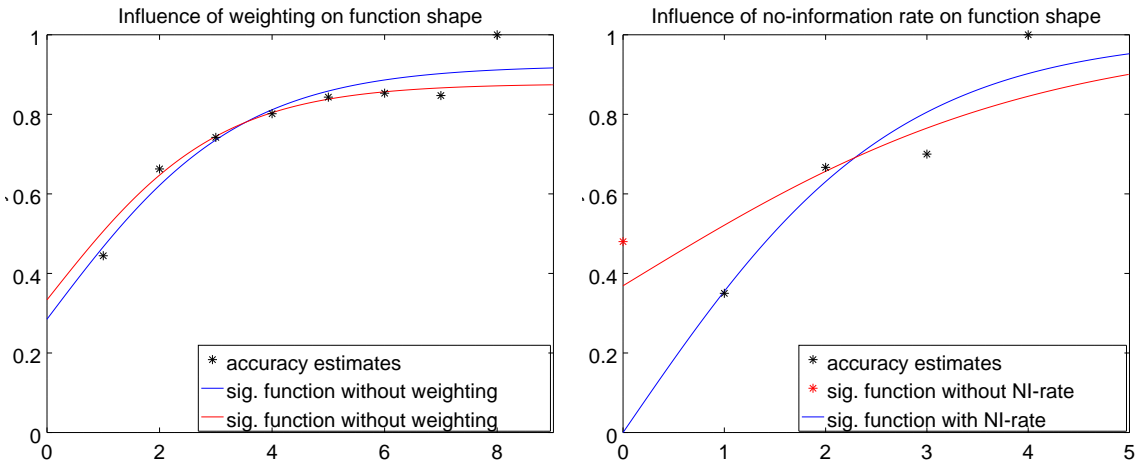 Influence of weighting on function shape
1
0.8
0.6
0.4
0.2
0
0 2 4 6 8
accuracy estimates
sig. function without weighting
sig. function without weighting
Influence of no-information rate on function shape
1
0.8
0.6
0.4
0.2
0
0 1 2 3 4 5
accuracy estimates
sig. function without NI-rate
sig. function with NI-rate